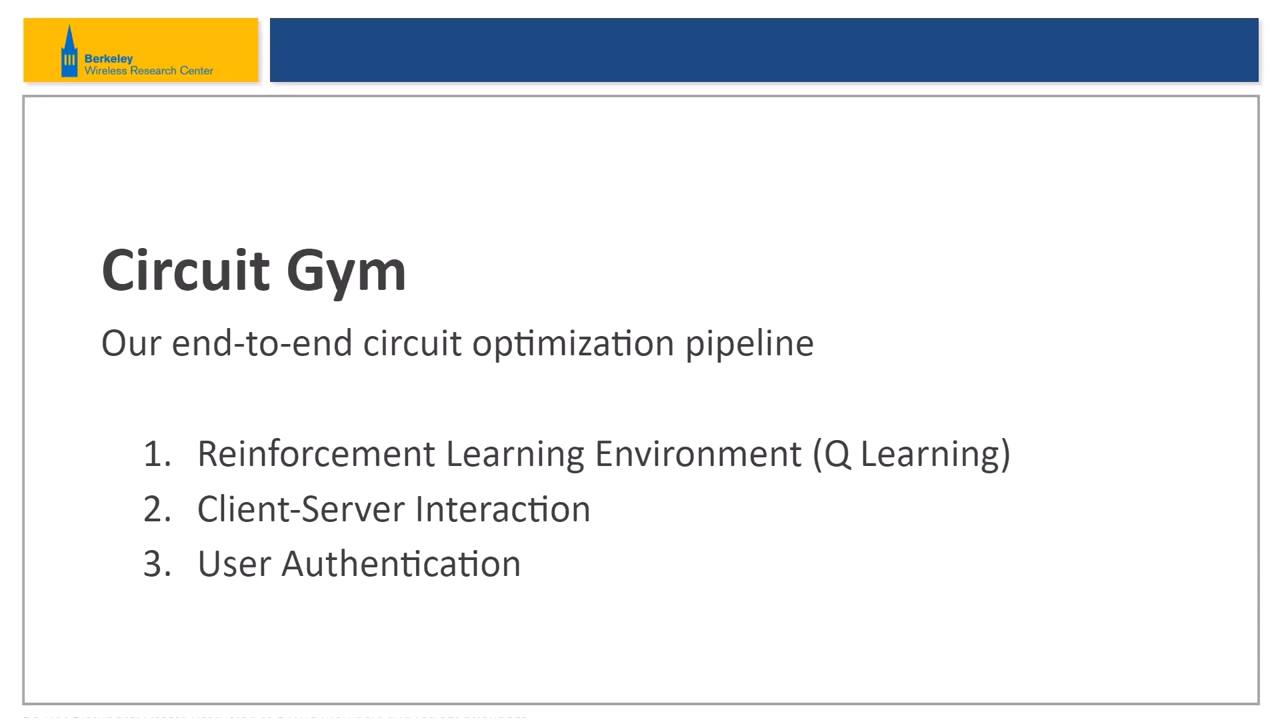 Berkeley
Wireless Research Center
Circuit Gym
Our end-to-end circuit optimization pipeline
1. Reinforcement Learning Environment (Q Learning)
2. Client-Server Interaction
3. User Authentication